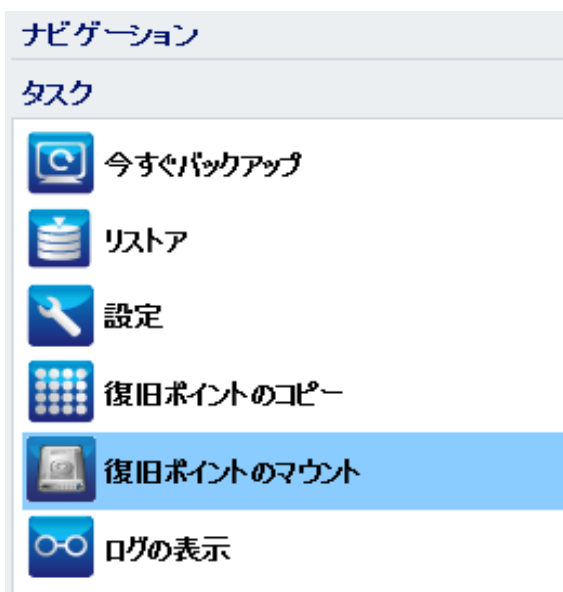 ナビゲーション
タスク
今すぐバックアップ
リストア
設定
復旧ポイントのコピー
復旧ポイントのマウント
ログの表示